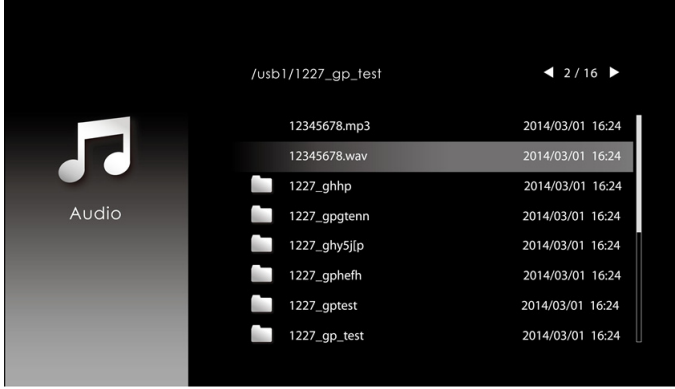 /usb1/1227_gp_test ◀ 2 / 16 ▶
12345678.mp3 2014/03/01 16:24
12345678.wav 2014/03/01 16:24
1227_ghhp 2014/03/01 16:24
Audio
1227_gpgtenn 2014/03/01 16:24
1227_ghy5j[p 2014/03/01 16:24
1227_gphefh 2014/03/01 16:24
1227_gptest 2014/03/01 16:24
1227_gp_test 2014/03/01 16:24